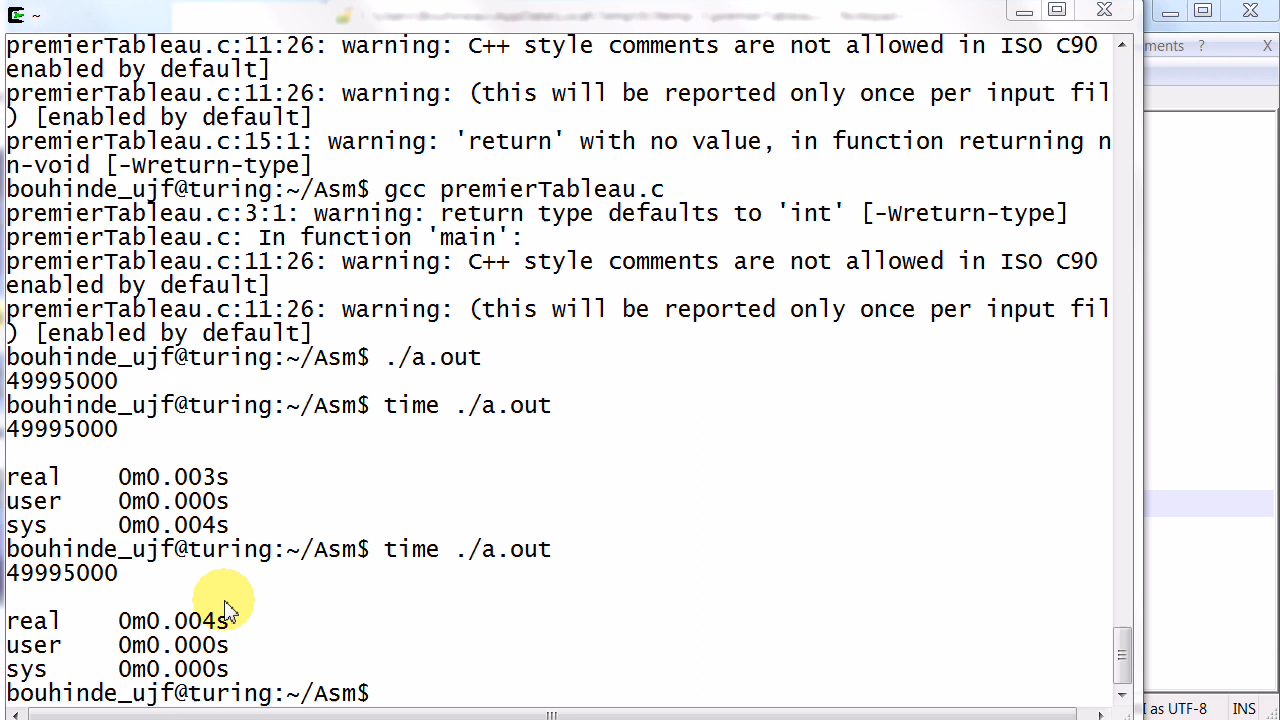 ~
premierTableau.c:11:26: warning: C++ style comments are not allowed in ISO C90
enabled by default]
premierTableau.c:11:26: warning: (this will be reported only once per input fil
) [enabled by default]
premierTableau.c:15:1: warning: 'return' with no value, in function returning n
n-void [-Wreturn-type]
bouhinde_ujf@turing:~/Asm$ gcc premierTableau.c
premierTableau.c:3:1: warning: return type defaults to 'int' [-Wreturn-type]
premierTableau.c: In function 'main':
premierTableau.c:11:26: warning: C++ style comments are not allowed in ISO C90
enabled by default]
premierTableau.c:11:26: warning: (this will be reported only once per input fil
) [enabled by default]
bouhinde_ujf@turing:~/Asm$ ./a.out
49995000
bouhinde_ujf@turing:~/Asm$ time ./a.out
49995000
real 0m0.003s
user 0m0.000s
sys 0m0.004s
bouhinde_ujf@turing:~/Asm$ time ./a.out
49995000
real 0m0.004s
user 0m0.000s
sys 0m0.000s
bouhinde_ujf@turing:~/Asm$
ments ? X
I as UTF-8 INS